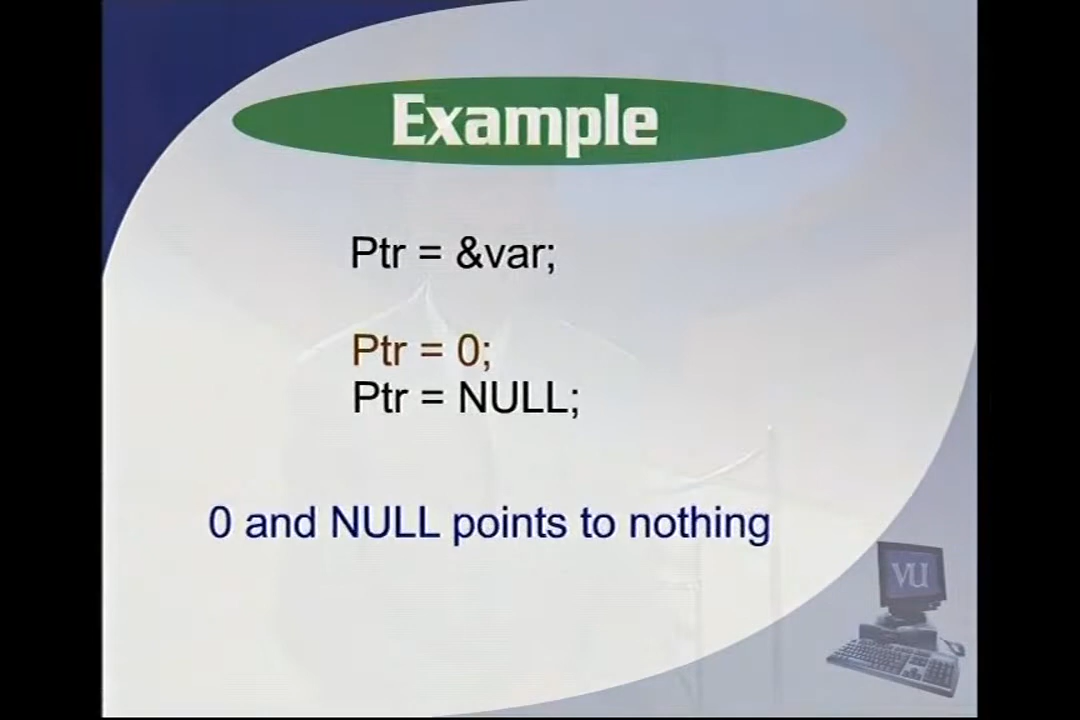 Example
Ptr = &var;
Ptr = 0;
Ptr = NULL;
0 and NULL points to nothing
VU